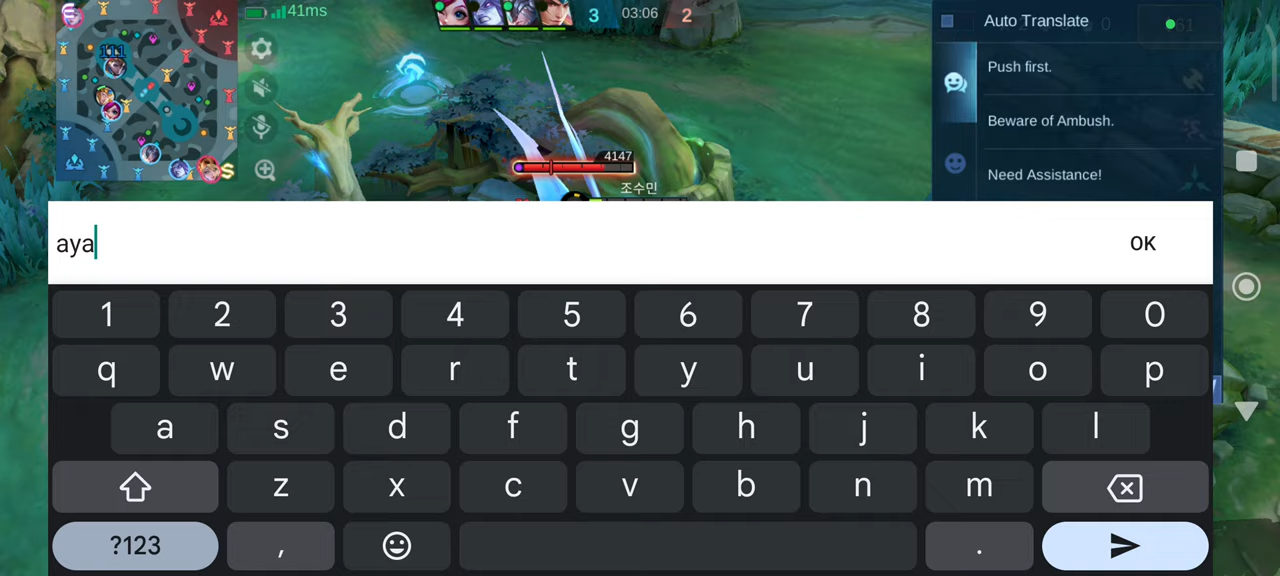 41ms
3 03:06 2
111
Auto Translate
Push first.
Beware of Ambush.
Need Assistance!
4147
조수민
aya
OK
1 2 3 4 5 6 7 8 9 0
q w e r t y u i o p
a s d f g h j k l
z x c v b n m
?123 , .